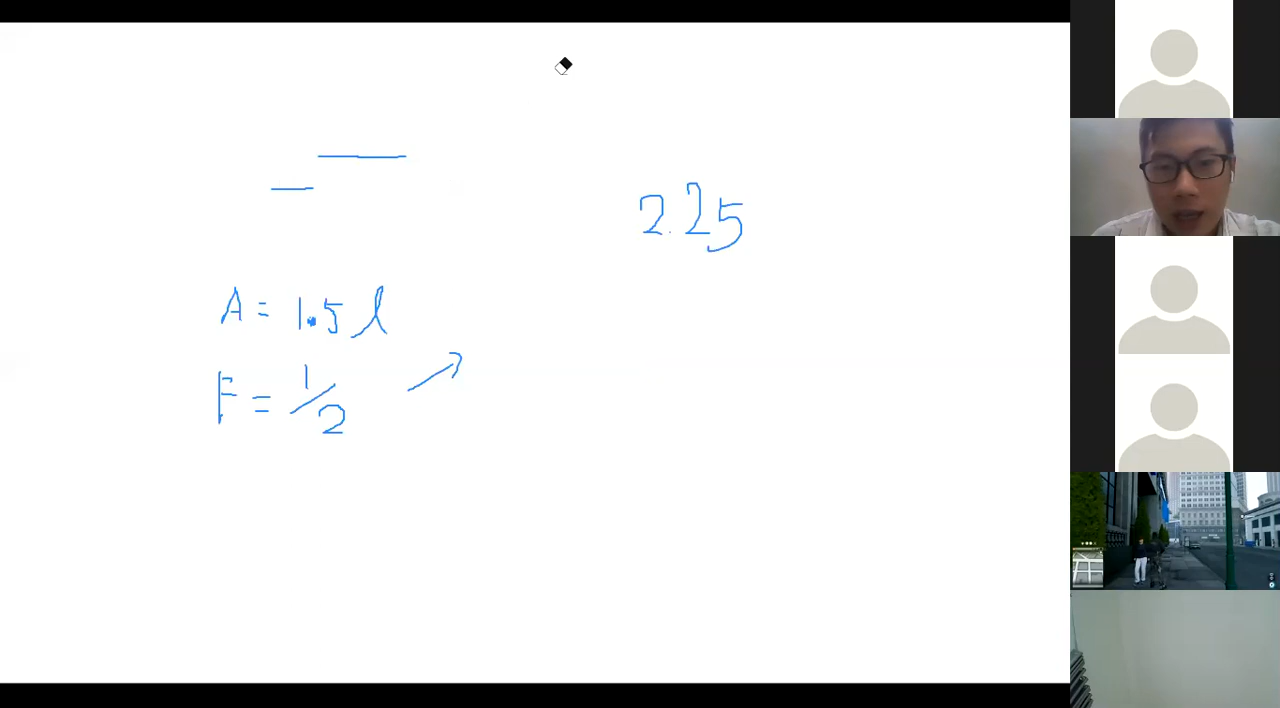 2.25
A = 1.5 l
F = 1/2